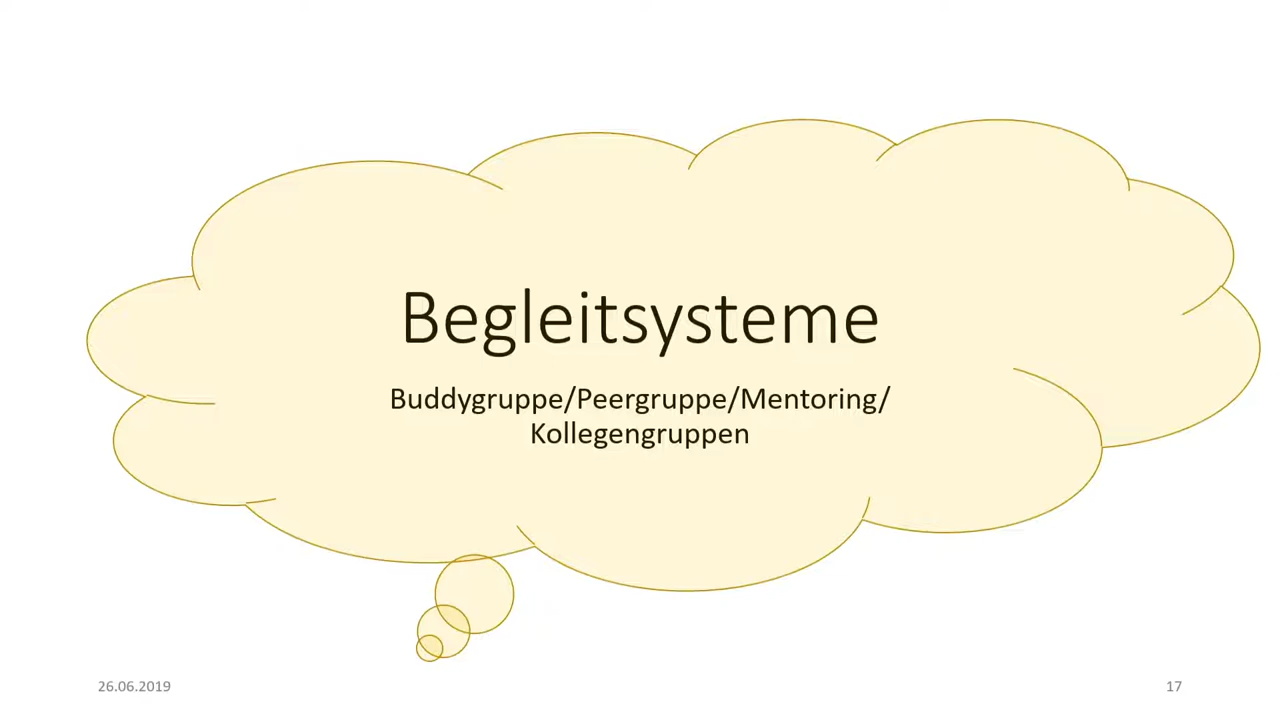 Begleitsysteme
Buddygruppe/Peergruppe/Mentoring/
Kollegengruppen
26.06.2019
17